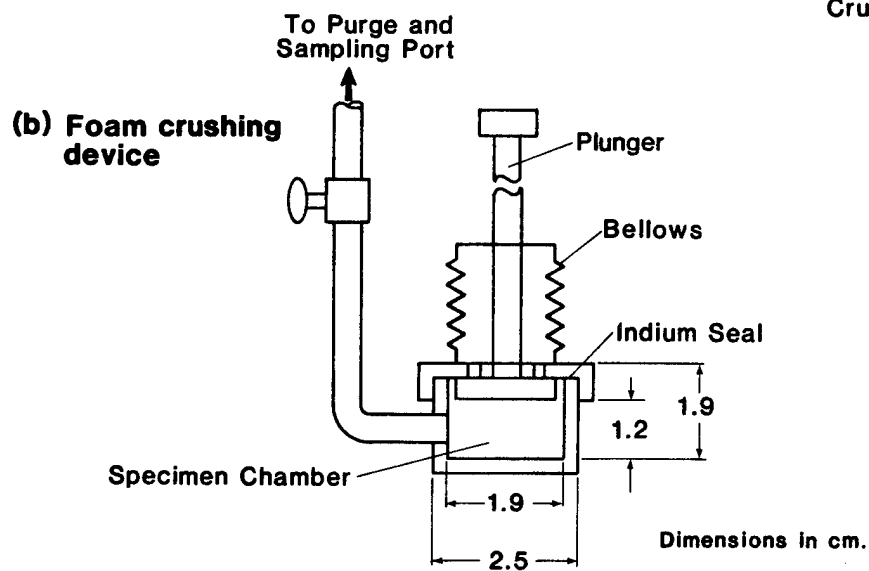 Cru
To Purge and
Sampling Port
(b) Foam crushing
device
Plunger
Bellows
Indium Seal
1.9
1.2
Specimen Chamber
1.9
2.5
Dimensions in cm.